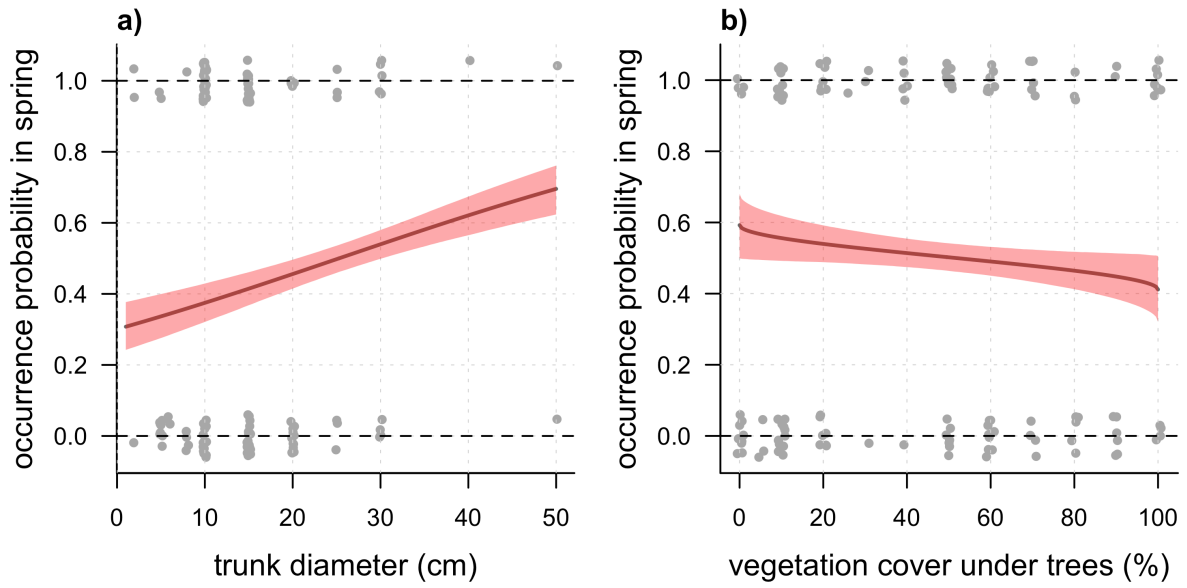 a)
occurrence probability in spring
1.0
0.8
0.6
0.4
0.2
0.0
0 10 20 30 40 50
trunk diameter (cm)
b)
occurrence probability in spring
1.0
0.8
0.6
0.4
0.2
0.0
0 20 40 60 80 100
vegetation cover under trees (%)